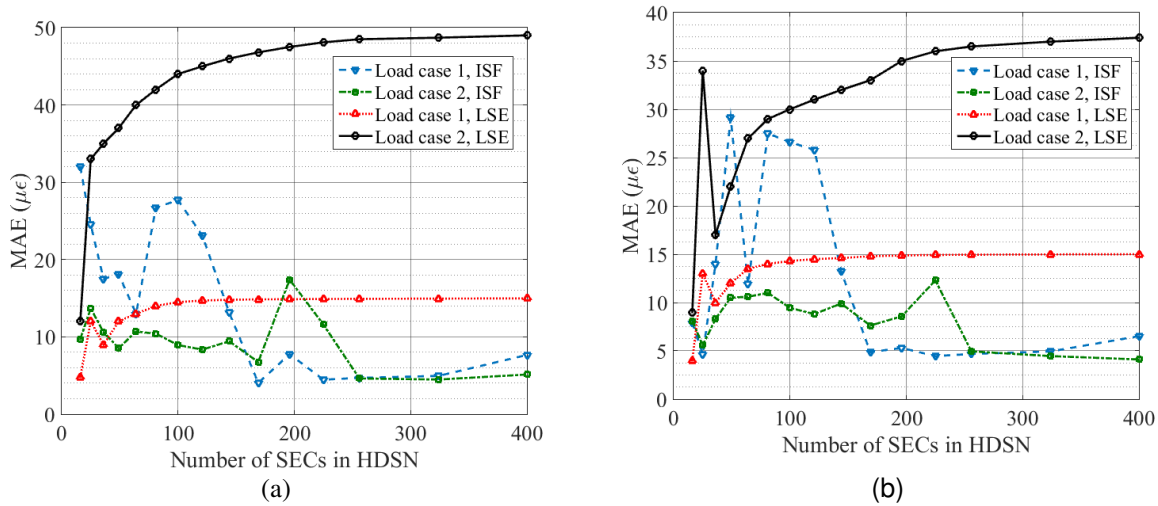 50
40
30
20
10
0
MAE (με)
Load case 1, ISF
Load case 2, ISF
Load case 1, LSE
Load case 2, LSE
0 100 200 300 400
Number of SECs in HDSN
(a)
40
35
30
25
20
15
10
5
0
MAE (με)
Load case 1, ISF
Load case 2, ISF
Load case 1, LSE
Load case 2, LSE
0 100 200 300 400
Number of SECs in HDSN
(b)